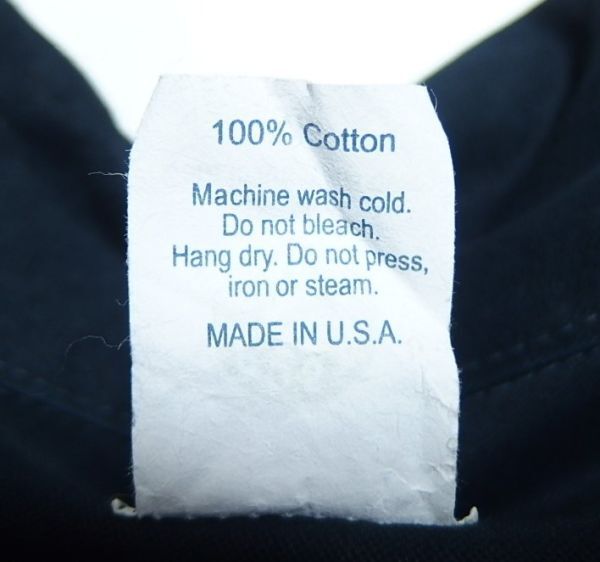 100% Cotton
Machine wash cold.
Do not bleach.
Hang dry. Do not press,
iron or steam.
MADE IN U.S.A.